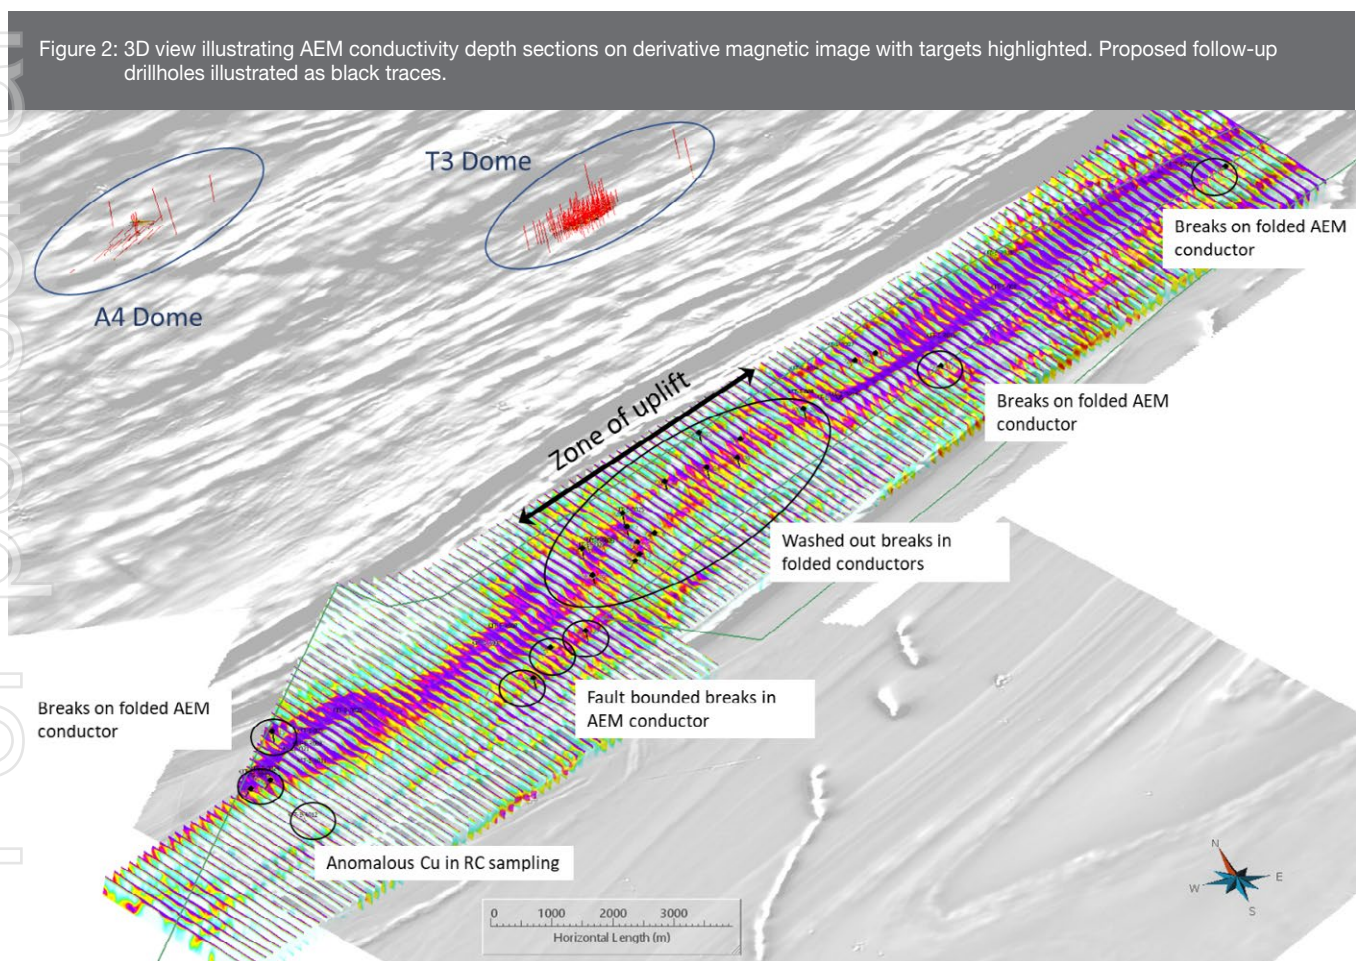 Figure 2: 3D view illustrating AEM conductivity depth sections on derivative magnetic image with targets highlighted. Proposed follow-up
drillholes illustrated as black traces.
T3 Dome
A4 Dome
Breaks on folded AEM
conductor
Zone of uplift
Breaks on folded AEM
conductor
Washed out breaks in
folded conductors
Breaks on folded AEM
conductor
Fault bounded breaks in
AEM conductor
Anomalous Cu in RC sampling
N
W
E
S
0 1000 2000 3000
Horizontal Length (m)